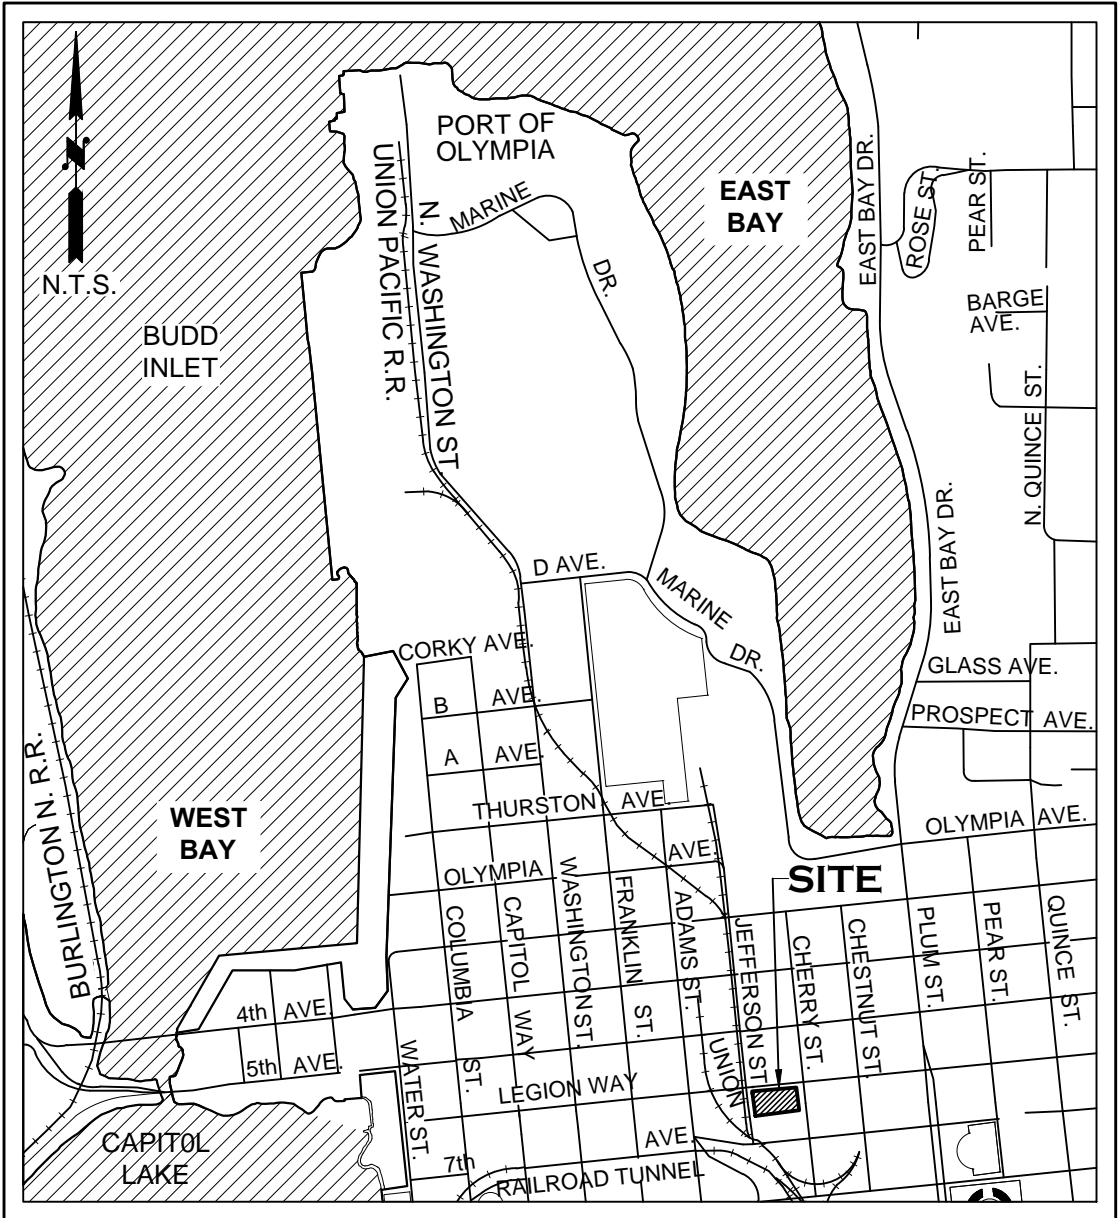 PORT OF
OLYMPIA
EAST
BAY
EAST BAY DR.
ROSE ST.
PEAR ST.
UNION PACIFIC R.R.
N. WASHINGTON ST
MARINE
DR.
N
N.T.S.
BUDD
INLET
BARGE
AVE.
N. QUINCE ST.
EAST BAY DR.
D AVE.
MARINE
DR.
CORKY AVE.
GLASS AVE.
B AVE.
PROSPECT AVE.
A AVE.
BURLINGTON N. R.R.
WEST
BAY
THURSTON AVE.
OLYMPIA AVE.
OLYMPIA AVE.
SITE
COLUMBIA ST.
CAPITOL WAY
WASHINGTON ST.
FRANKLIN ST.
ADAMS ST.
JEFFERSON ST.
CHERRY ST.
CHESTNUT ST.
PLUM ST.
PEAR ST.
QUINCE ST.
4th AVE.
5th AVE.
WATER ST.
LEGION WAY
UNION
AVE.
7th
RAILROAD TUNNEL
CAPIT0L
LAKE